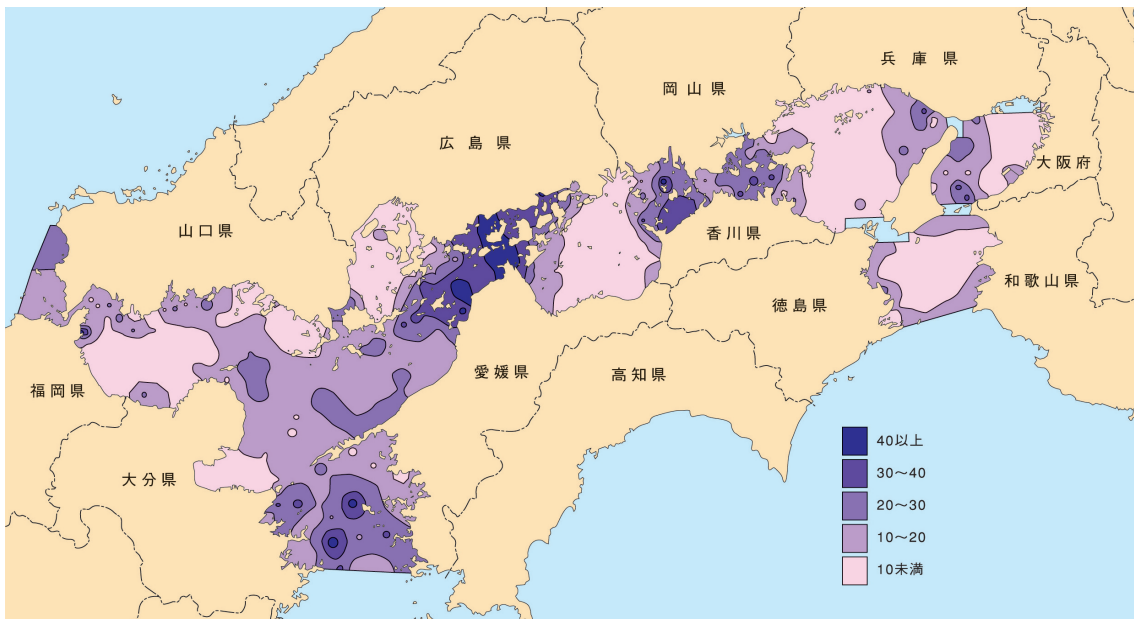 兵庫県
岡山県
広島県
大阪府
山口県
香川県
和歌山県
徳島県
愛媛県
高知県
福岡県
大分県
40以上
30～40
20～30
10～20
10未満